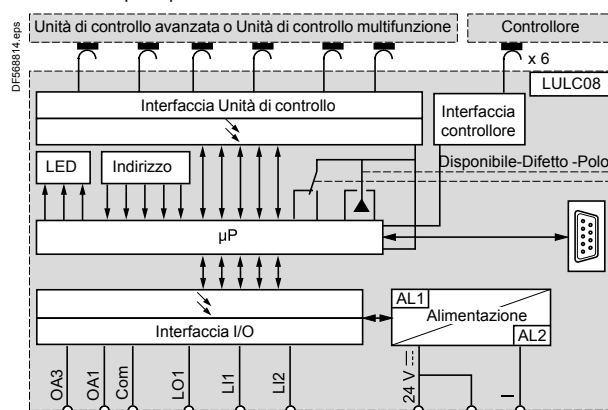 Unità di controllo avanzata o Unità di controllo multifunzione
Controllore
DF568814.eps
x 6
LULC08
Interfaccia Unità di controllo
Interfaccia
controllore
LED
Indirizzo
Disponibile-Difetto -Polo
µP
AL1
Alimentazione
AL2
Interfaccia I/O
OA3
OA1
Com
LO1
LI1
LI2
24 V